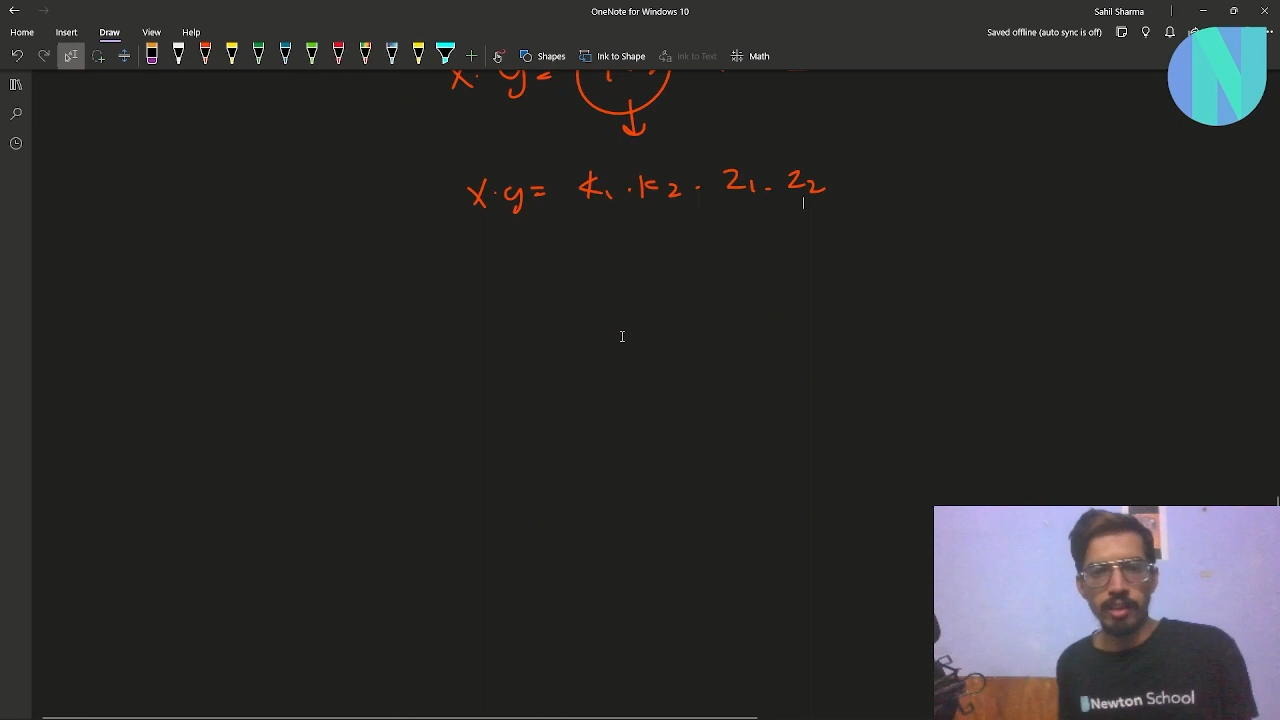 OneNote for Windows 10
Sahil Sharma
Home Insert Draw View Help
Saved offline (auto sync is off)
Shapes Ink to Shape Ink to Text Math
x · y =
x · y = k₁ · k₂ · z₁ . z₂
Newton School